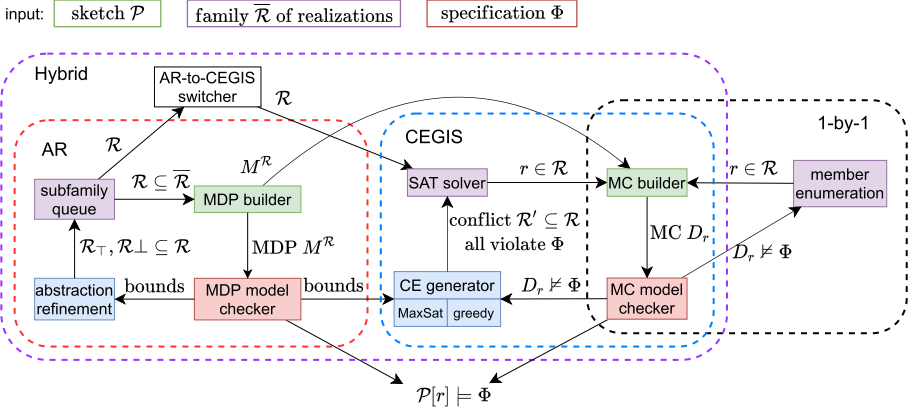 input:
sketch 𝒫
family ℛ̅ of realizations
specification Φ
Hybrid
AR-to-CEGIS
switcher
ℛ
ℛ
AR
CEGIS
1-by-1
M^ℛ
subfamily
queue
ℛ ⊆ ℛ̅
MDP builder
SAT solver
r ∈ ℛ
MC builder
r ∈ ℛ
member
enumeration
ℛ⊤, ℛ⊥ ⊆ ℛ
MDP M^ℛ
conflict ℛ′ ⊆ ℛ
all violate Φ
MC D_r
D_r ⊭ Φ
abstraction
refinement
bounds
MDP model
checker
bounds
CE generator
MaxSat
greedy
D_r ⊭ Φ
MC model
checker
𝒫[r] ⊨ Φ